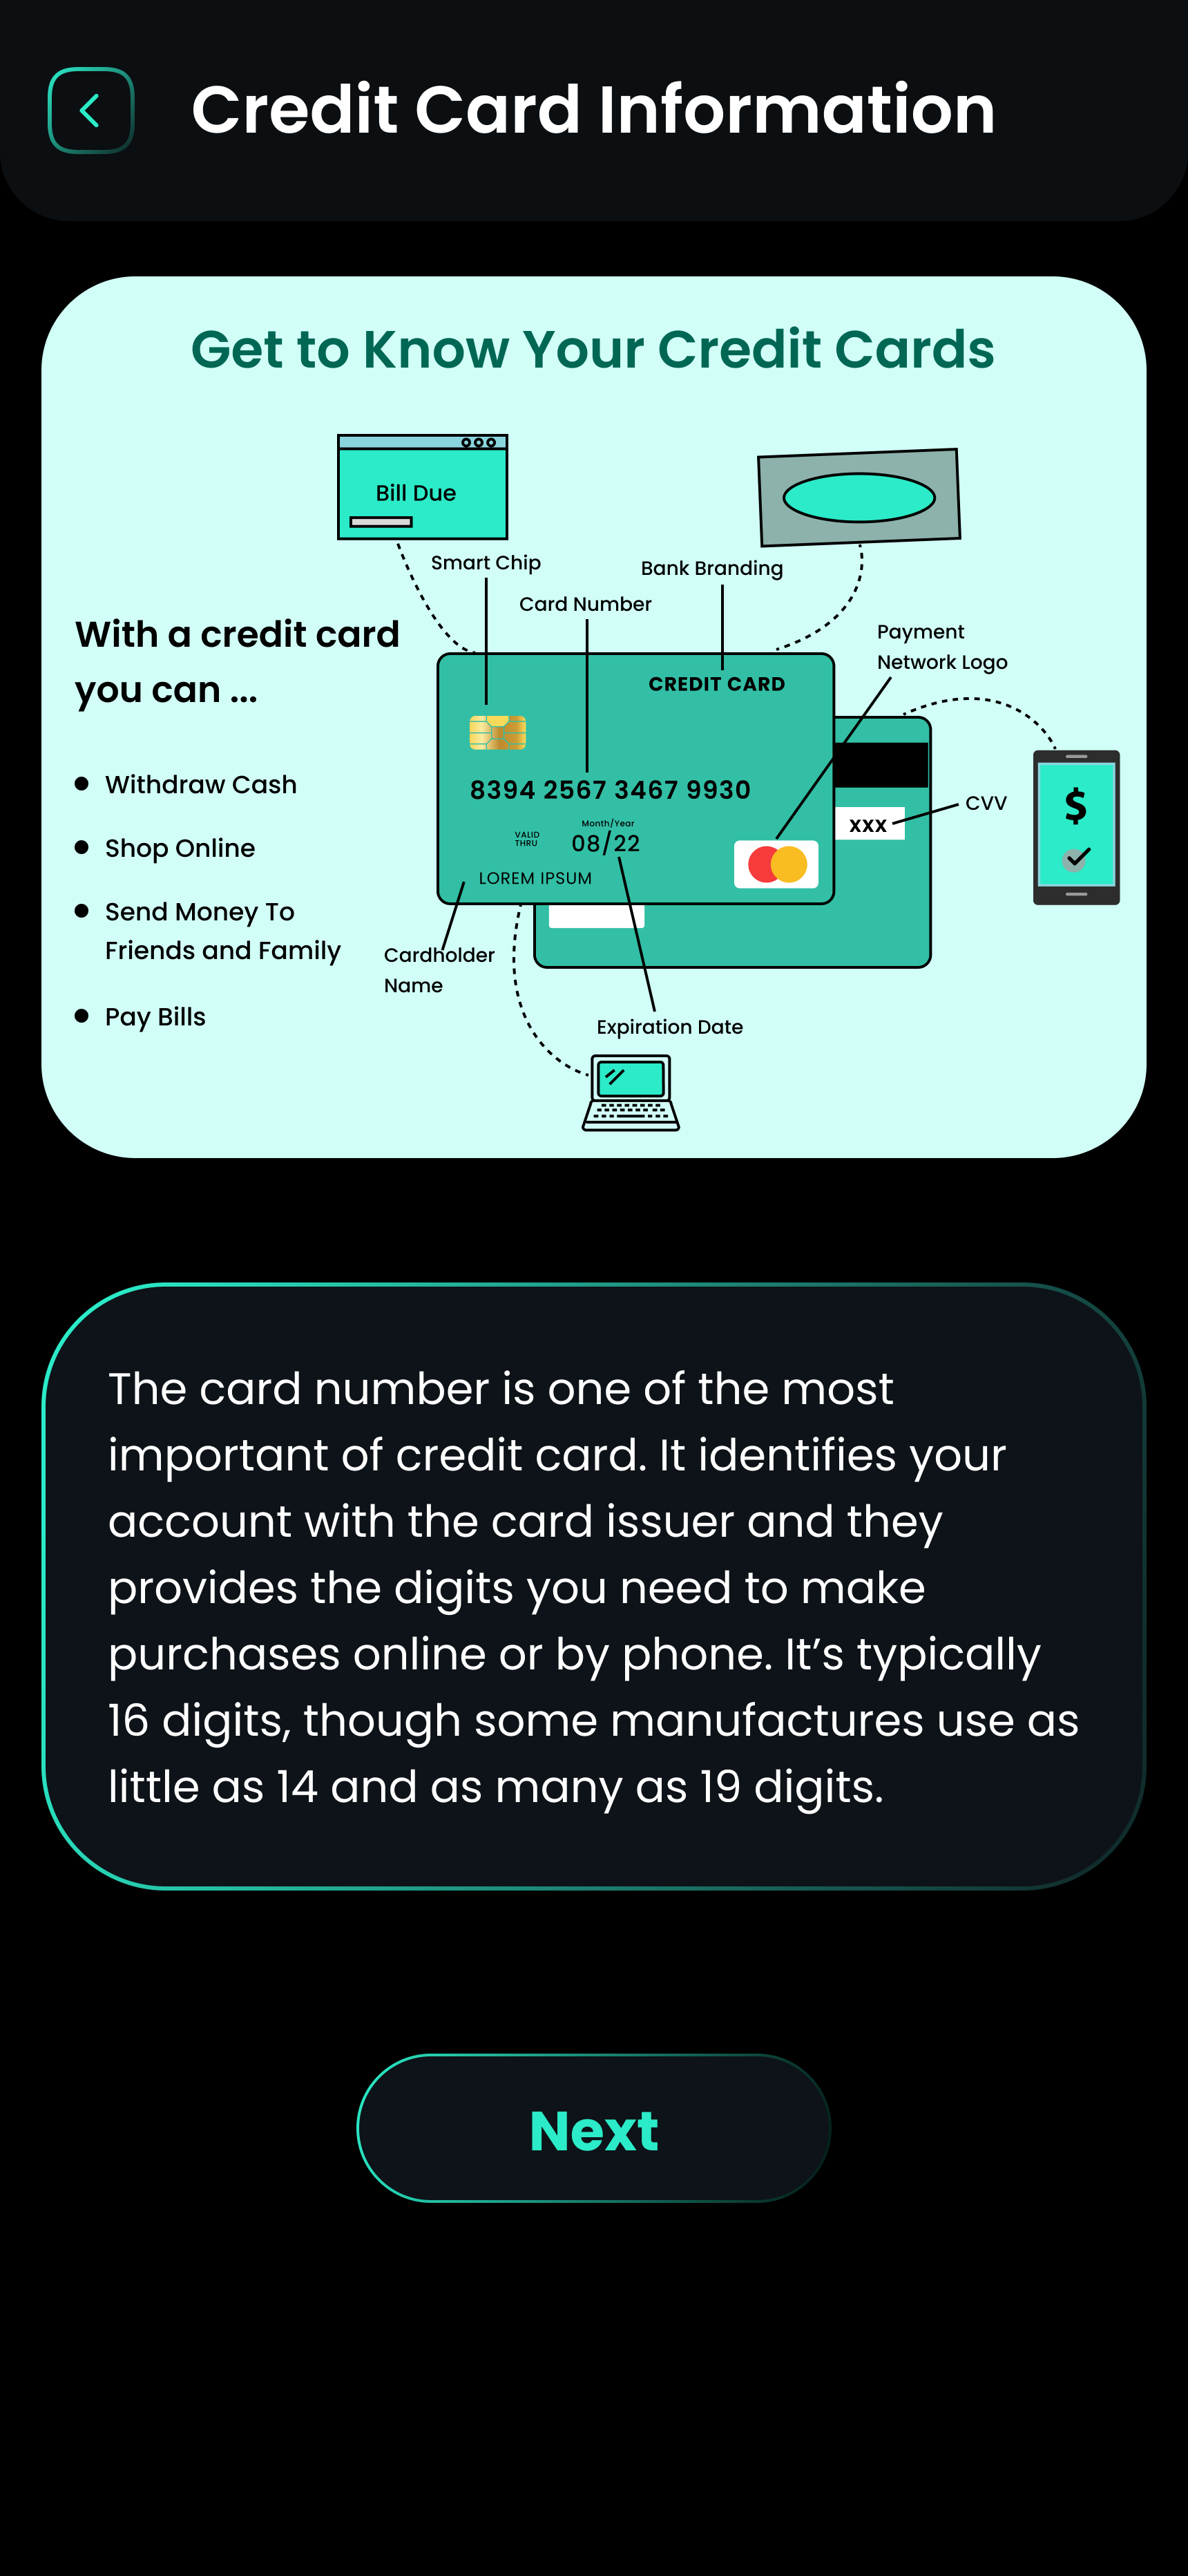 Credit Card Information
Get to Know Your Credit Cards
Bill Due
Smart Chip
Bank Branding
Card Number
Payment
Network Logo
With a credit card
you can ...
Withdraw Cash
Shop Online
Send Money To
Friends and Family
Pay Bills
CREDIT CARD
8394 2567 3467 9930
Month/Year
VALID
THRU
08/22
LOREM IPSUM
XXX
CVV
$
Cardholder
Name
Expiration Date
The card number is one of the most
important of credit card. It identifies your
account with the card issuer and they
provides the digits you need to make
purchases online or by phone. It’s typically
16 digits, though some manufactures use as
little as 14 and as many as 19 digits.
Next